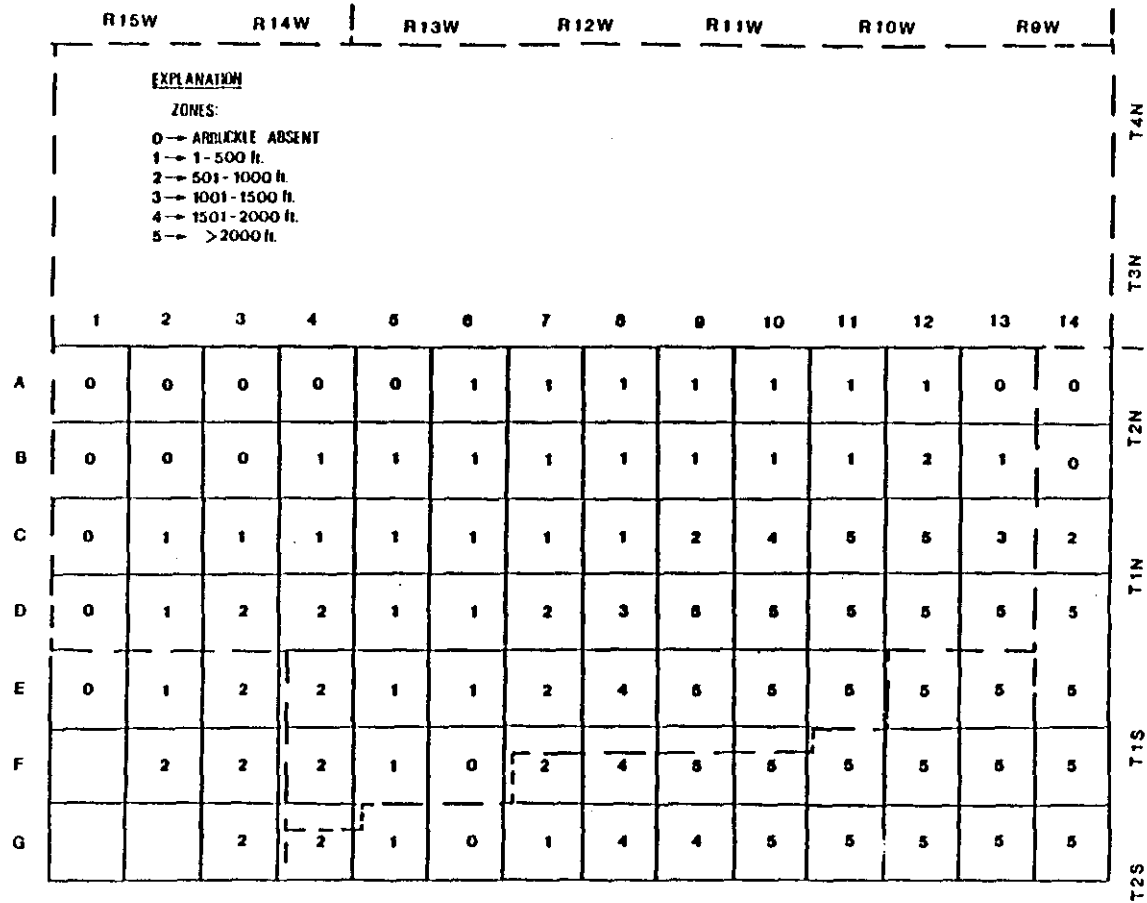 R15W R14W R13W R12W R11W R10W R9W
EXPLANATION
ZONES:
0→ ARBUCKLE ABSENT
1→ 1-500 ft.
2→ 501-1000 ft.
3→ 1001-1500 ft.
4→ 1501-2000 ft.
5→ >2000 ft.
T4N
T3N
1 2 3 4 5 6 7 8 9 10 11 12 13 14
A 0 0 0 0 0 1 1 1 1 1 1 1 0 0
T2N
B 0 0 0 1 1 1 1 1 1 1 1 2 1 0
C 0 1 1 1 1 1 1 1 2 4 5 5 3 2
T1N
D 0 1 2 2 1 1 2 3 5 5 5 5 5 5
E 0 1 2 2 1 1 2 4 5 5 5 5 5 5
T1S
F 2 2 2 1 0 2 4 5 5 5 5 5 5
G 2 2 1 0 1 4 4 5 5 5 5 5
T2S